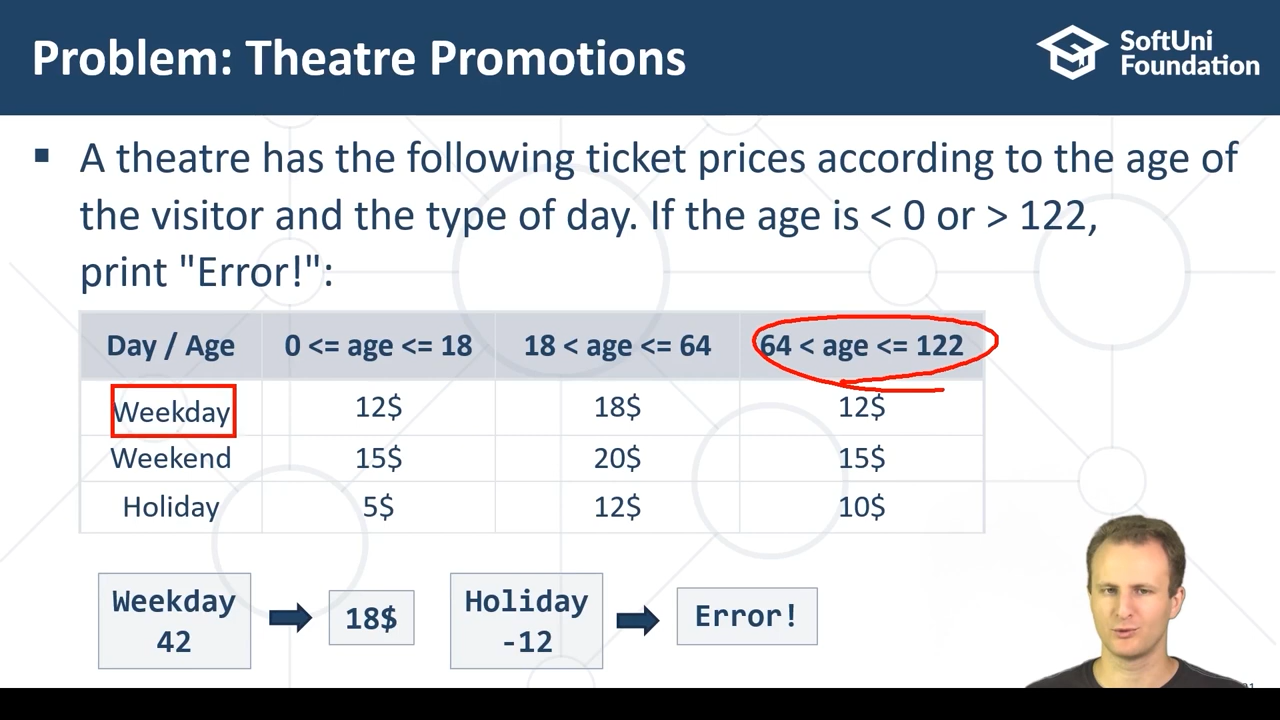 Problem: Theatre Promotions
SoftUni
Foundation
A theatre has the following ticket prices according to the age of
the visitor and the type of day. If the age is < 0 or > 122,
print "Error!":
Day / Age 0 <= age <= 18 18 < age <= 64 64 < age <= 122
Weekday 12$ 18$ 12$
Weekend 15$ 20$ 15$
Holiday 5$ 12$ 10$
Weekday
42
18$
Holiday
-12
Error!